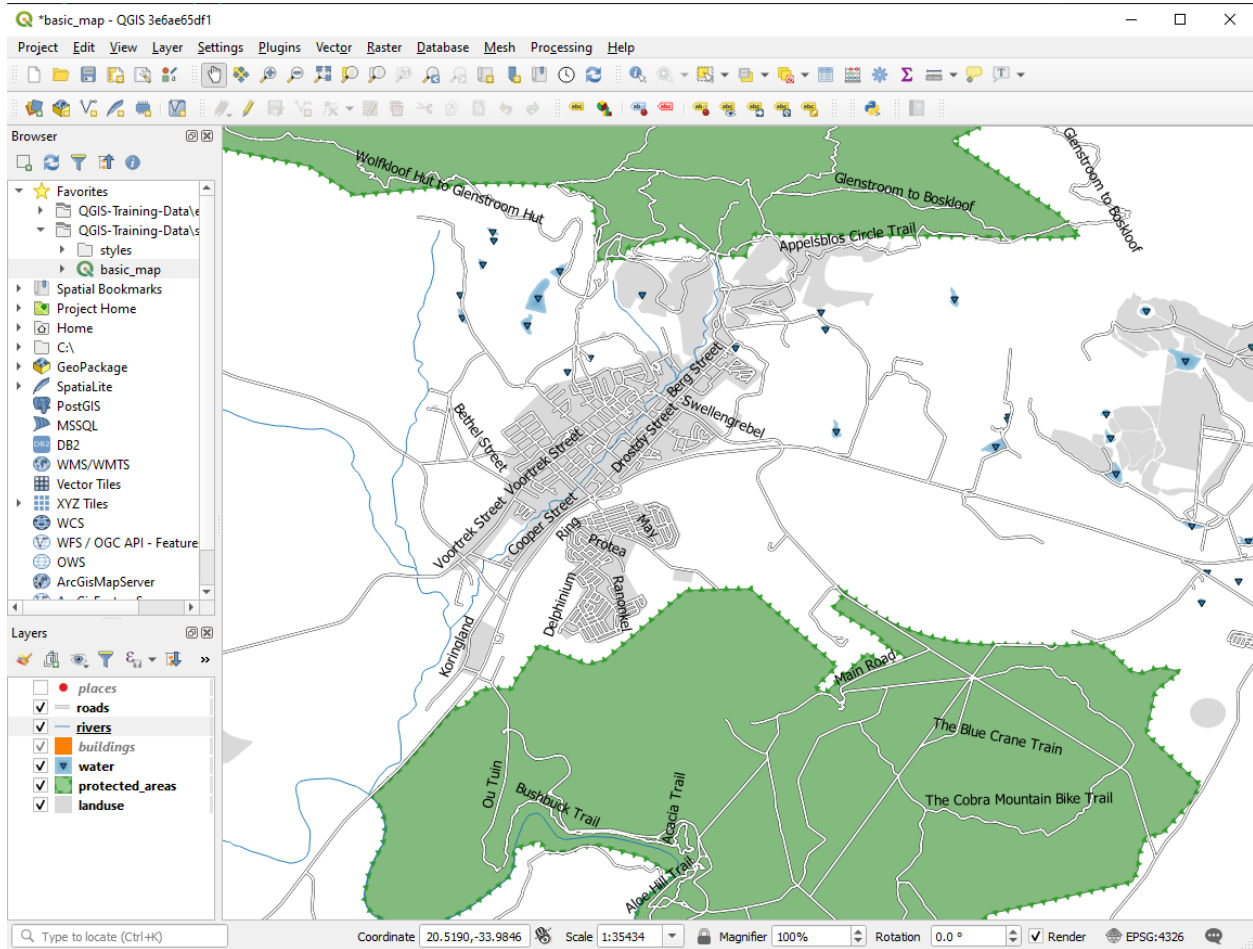 *basic_map - QGIS 3e6ae65df1
Project Edit View Layer Settings Plugins Vector Raster Database Mesh Processing Help
Browser
Favorites
QGIS-Training-Data\e
QGIS-Training-Data\s
styles
basic_map
Spatial Bookmarks
Project Home
Home
C:\
GeoPackage
SpatiaLite
PostGIS
MSSQL
DB2
WMS/WMTS
Vector Tiles
XYZ Tiles
WCS
WFS / OGC API - Feature
OWS
ArcGisMapServer
Layers
places
roads
rivers
buildings
water
protected_areas
landuse
Wolfkloof Hut to Glenstroom Hut
Glenstroom to Boskloof
Glenstroom to Boskloof
Appelsblos Circle Trail
Berg Street
Swellengrebel
Bethel Street
Drostdy Street
Voortrek Street
Voortrek Street
Cooper Street
Ring
May
Protea
Delphinium
Ranonkel
Koringland
Main Road
The Blue Crane Train
Ou Tuin
Bushbuck Trail
Acacia Trail
The Cobra Mountain Bike Trail
Aloe Hill Trail
Type to locate (Ctrl+K) Coordinate 20.5190,-33.9846 Scale 1:35434 Magnifier 100% Rotation 0.0 ° Render EPSG:4326